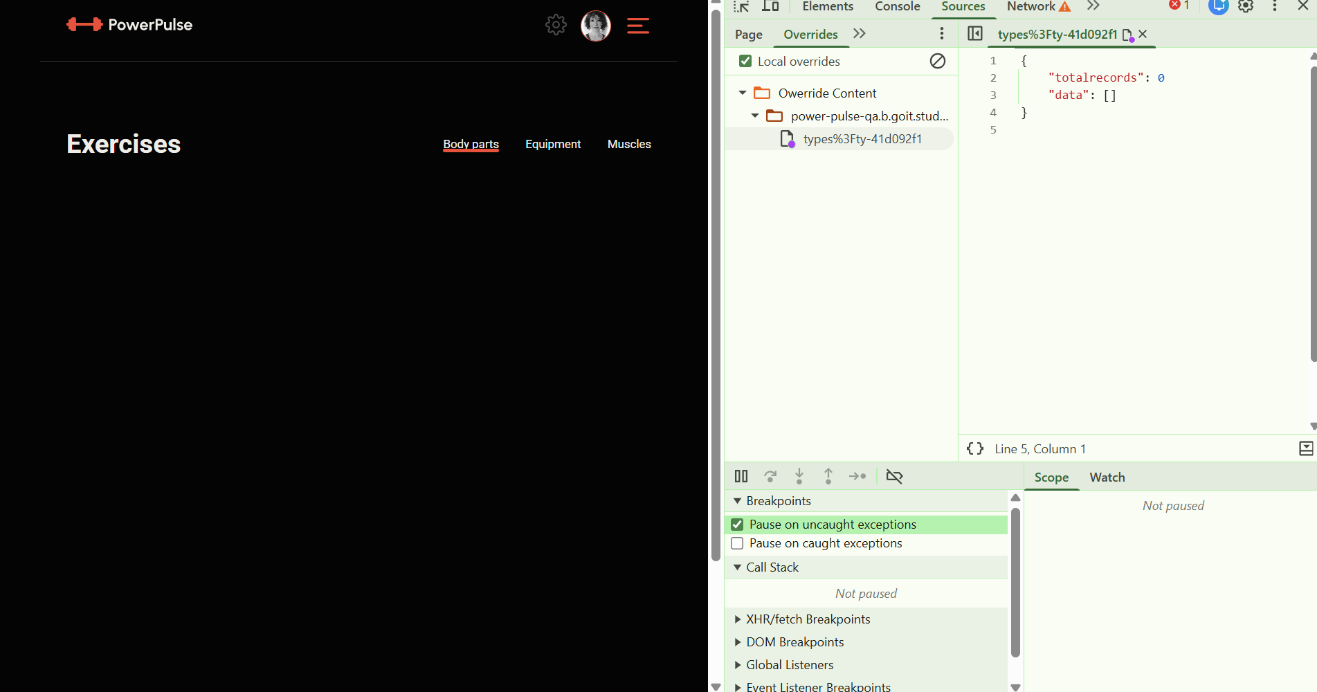 PowerPulse
Exercises
Body parts Equipment Muscles
Elements Console Sources Network 1
Page Overrides
types%3Fty-41d092f1
Local overrides
Owerride Content
power-pulse-qa.b.goit.stud...
types%3Fty-41d092f1
1 {
2 "totalrecords": 0
3 "data": []
4 }
5
{} Line 5, Column 1
Scope Watch
Not paused
Breakpoints
Pause on uncaught exceptions
Pause on caught exceptions
Call Stack
Not paused
XHR/fetch Breakpoints
DOM Breakpoints
Global Listeners
Event Listener Breakpoints